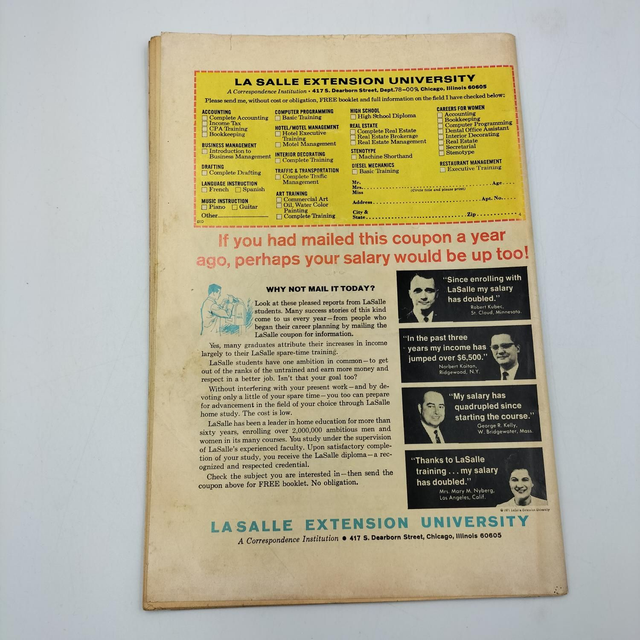 LA SALLE EXTENSION UNIVERSITY
A Correspondence Institution • 417 S. Dearborn Street, Dept. 78-009, Chicago, Illinois 60605
Please send me, without cost or obligation, FREE booklet and full information on the field I have checked below:
ACCOUNTING
Complete Accounting
Income Tax
CPA Training
Bookkeeping
BUSINESS MANAGEMENT
Introduction to
Business Management
DRAFTING
Complete Drafting
LANGUAGE INSTRUCTION
French Spanish
MUSIC INSTRUCTION
Piano Guitar
Other
COMPUTER PROGRAMMING
Basic Training
HOTEL/MOTEL MANAGEMENT
Hotel Executive
Training
Motel Management
INTERIOR DECORATING
Complete Training
TRAFFIC & TRANSPORTATION
Complete Traffic
Management
ART TRAINING
Commercial Art
Oil, Water Color
Painting
Complete Training
HIGH SCHOOL
High School Diploma
REAL ESTATE
Complete Real Estate
Real Estate Brokerage
Real Estate Management
STENOTYPE
Machine Shorthand
DIESEL MECHANICS
Basic Training
CAREERS FOR WOMEN
Accounting
Bookkeeping
Computer Programming
Dental Office Assistant
Interior Decorating
Real Estate
Secretarial
Stenotype
RESTAURANT MANAGEMENT
Executive Training
Mr.
Mrs. Age
Miss
Address Apt. No.
City &
State Zip
If you had mailed this coupon a year
ago, perhaps your salary would be up too!
WHY NOT MAIL IT TODAY?
Look at these pleased reports from LaSalle
students. Many success stories of this kind
come to us every year—from people who
began their career planning by mailing the
LaSalle coupon for information.
Yes, many graduates attribute their increases in income
largely to their LaSalle spare-time training.
LaSalle students have one ambition in common—to get
out of the ranks of the untrained and earn more money and
respect in a better job. Isn't that your goal too?
Without interfering with your present work—and by de-
voting only a little of your spare time—you too can prepare
for advancement in the field of your choice through LaSalle
home study. The cost is low.
LaSalle has been a leader in home education for more than
sixty years, enrolling over 2,000,000 ambitious men and
women in its many courses. You study under the supervision
of LaSalle's experienced faculty. Upon satisfactory comple-
tion of your study, you receive the LaSalle diploma—a rec-
ognized and respected credential.
Check the subject you are interested in—then send the
coupon above for FREE booklet. No obligation.
"Since enrolling with
LaSalle my salary
has doubled."
Robert Kuber,
St. Cloud, Minnesota
"In the past three
years my income has
jumped over $6,500."
Norbert Kaitan,
Ridgewood, N.Y.
"My salary has
quadrupled since
starting the course."
George R. Kelly,
W. Bridgewater, Mass.
"Thanks to LaSalle
training . . . my salary
has doubled."
Mrs. Mary M. Nyberg,
Los Angeles, Calif.
LA SALLE EXTENSION UNIVERSITY
A Correspondence Institution • 417 S. Dearborn Street, Chicago, Illinois 60605